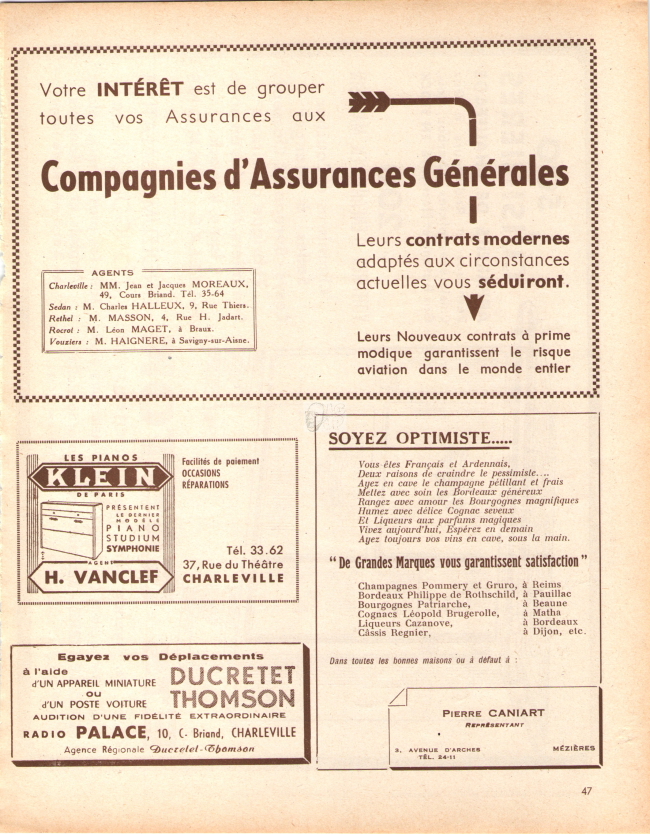 Votre INTÉRÊT est de grouper
toutes vos Assurances aux
Compagnies d'Assurances Générales
Leurs contrats modernes
adaptés aux circonstances
actuelles vous séduiront.
Leurs Nouveaux contrats à prime
modique garantissent le risque
aviation dans le monde entier
AGENTS
Charleville : MM. Jean et Jacques MOREAUX,
49, Cours Briand. Tél. 35-64
Sedan : M. Charles HALLEUX, 9, Rue Thiers.
Rethel : M. MASSON, 4, Rue H. Jadart.
Rocroi : M. Léon MAGET, à Braux.
Vouziers : M. HAIGNERE, à Savigny-sur-Aisne.
LES PIANOS
KLEIN
DE PARIS
PRÉSENTENT
LE DERNIER
MODÈLE
PIANO
STUDIUM
SYMPHONIE
AGENT
H. VANCLEF
Facilités de paiement
OCCASIONS
RÉPARATIONS
Tél. 33.62
37, Rue du Théâtre
CHARLEVILLE
Egayez vos Déplacements
à l'aide
d'UN APPAREIL MINIATURE
ou
d'UN POSTE VOITURE
DUCRETET
THOMSON
AUDITION D'UNE FIDÉLITÉ EXTRAORDINAIRE
RADIO PALACE, 10, C. Briand, CHARLEVILLE
Agence Régionale Ducretet-Thomson
SOYEZ OPTIMISTE.....
Vous êtes Français et Ardennais,
Deux raisons de craindre le pessimiste....
Ayez en cave le champagne pétillant et frais
Mettez avec soin les Bordeaux généreux
Rangez avec amour les Bourgognes magnifiques
Humez avec délice Cognac seveux
Et Liqueurs aux parfums magiques
Vivez aujourd'hui, Espérez en demain
Ayez toujours vos vins en cave, sous la main.
"De Grandes Marques vous garantissent satisfaction"
Champagnes Pommery et Gruro, à Reims
Bordeaux Philippe de Rothschild, à Pauillac
Bourgognes Patriarche, à Beaune
Cognacs Léopold Brugerolle, à Matha
Liqueurs Cazanove, à Bordeaux
Câssis Regnier, à Dijon, etc.
Dans toutes les bonnes maisons ou à défaut à :
PIERRE CANIART
REPRÉSENTANT
3, AVENUE D'ARCHES
TÉL. 24-11
MÉZIÈRES
47